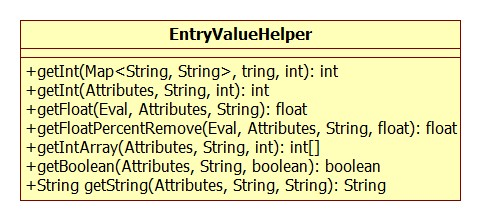 EntryValueHelper
+getInt(Map<String, String>, tring, int): int
+getInt(Attributes, String, int): int
+getFloat(Eval, Attributes, String): float
+getFloatPercentRemove(Eval, Attributes, String, float): float
+getIntArray(Attributes, String, int): int[]
+getBoolean(Attributes, String, boolean): boolean
+String getString(Attributes, String, String): String